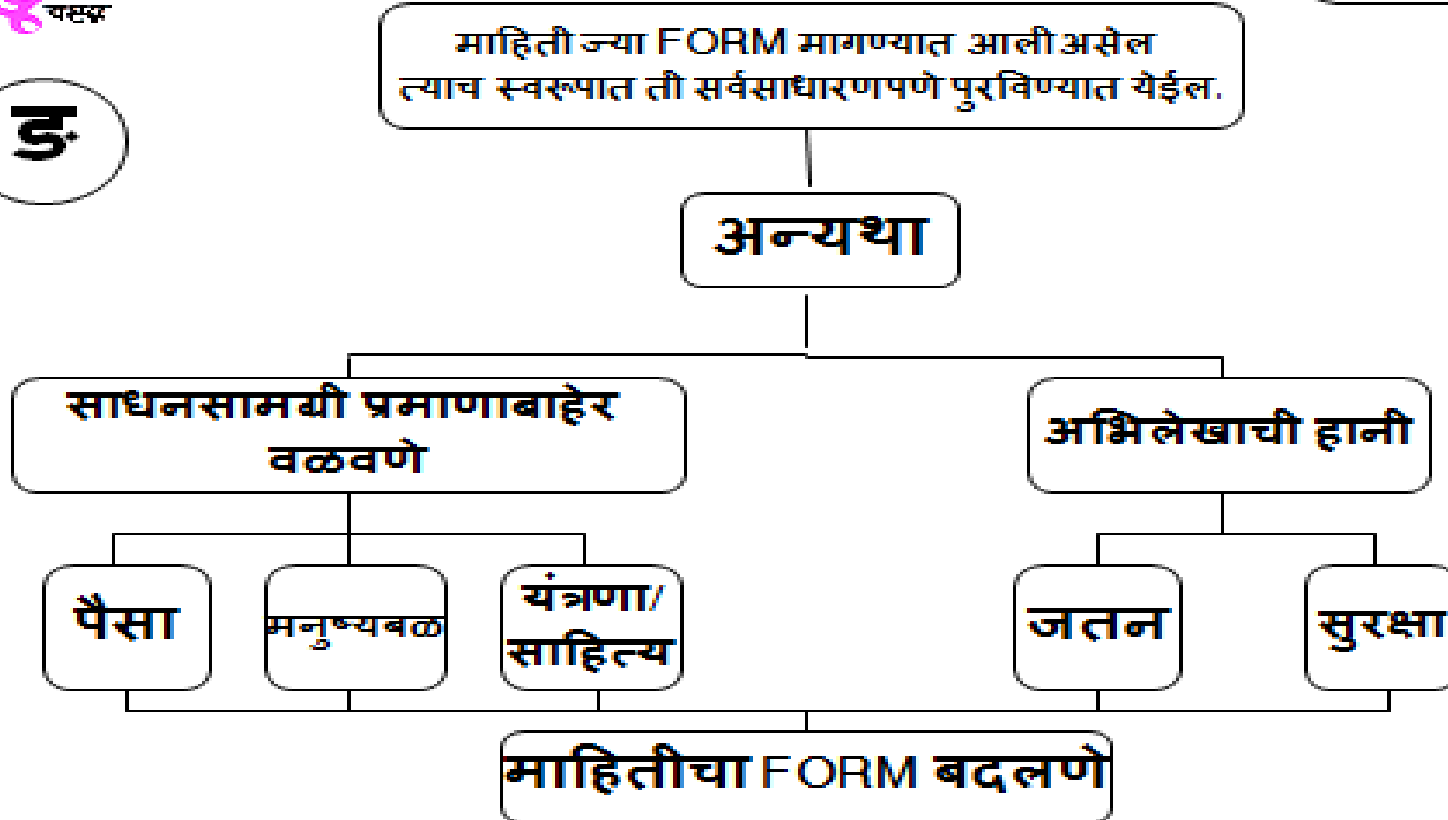 यशदा
माहिती ज्या FORM मागण्यात आली असेल
त्याच स्वरूपात ती सर्वसाधारणपणे पुरविण्यात येईल.
ङ
अन्यथा
साधनसामग्री प्रमाणाबाहेर
वळवणे
अभिलेखाची हानी
पैसा
मनुष्यबळ
यंत्रणा/
साहित्य
जतन
सुरक्षा
माहितीचा FORM बदलणे